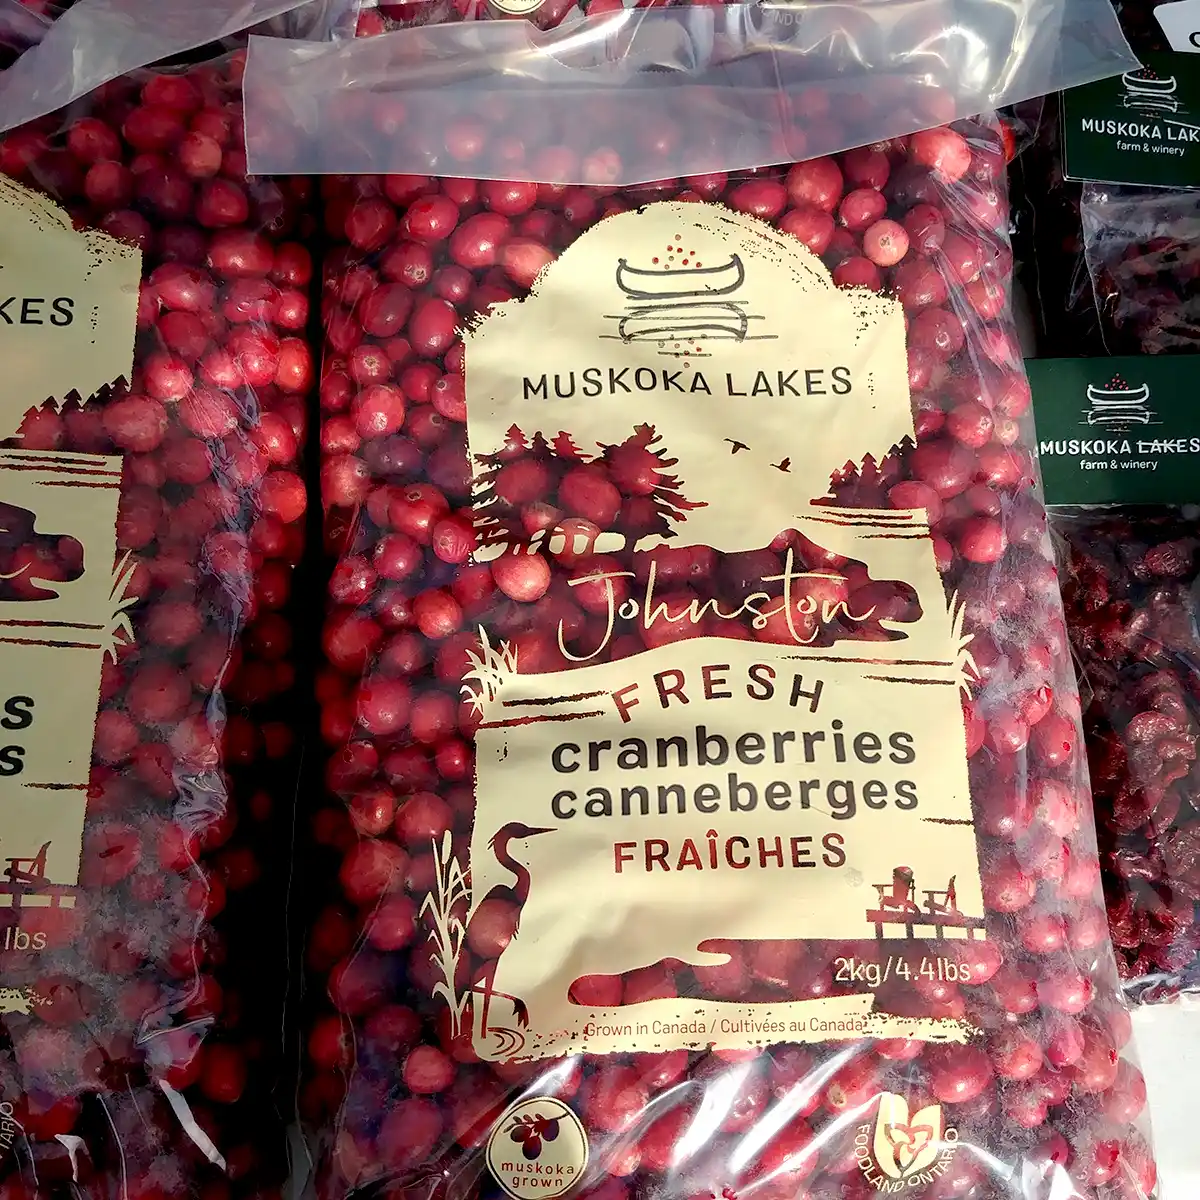 MUSKOKA LAKES
Johnston
FRESH
cranberries
canneberges
FRAÎCHES
2kg/4.4lbs
Grown in Canada / Cultivées au Canada
muskoka
grown
FOODLAND ONTARIO
KES
S
S
lbs
MUSKOKA LAK
farm & winery
MUSKOKA LAKES
farm & winery